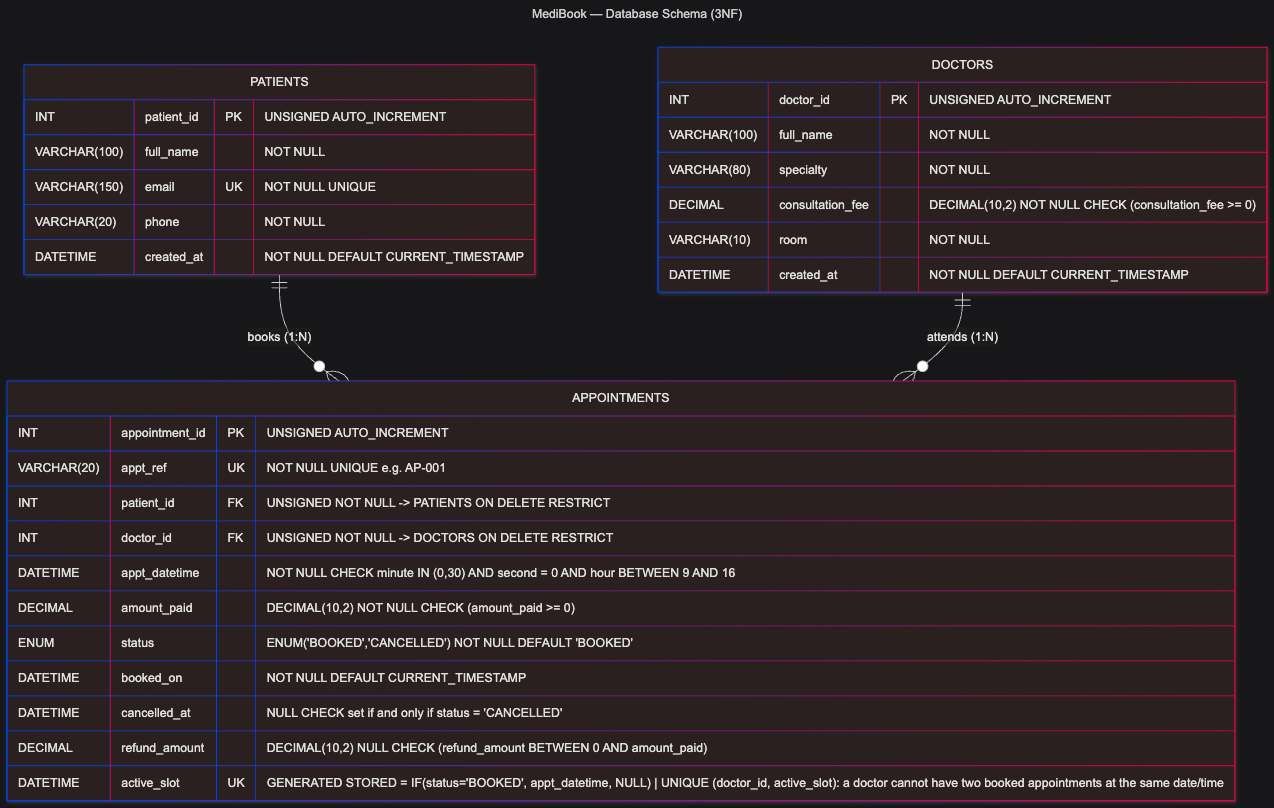 MediBook — Database Schema (3NF)
PATIENTS
INT patient_id PK UNSIGNED AUTO_INCREMENT
VARCHAR(100) full_name NOT NULL
VARCHAR(150) email UK NOT NULL UNIQUE
VARCHAR(20) phone NOT NULL
DATETIME created_at NOT NULL DEFAULT CURRENT_TIMESTAMP
DOCTORS
INT doctor_id PK UNSIGNED AUTO_INCREMENT
VARCHAR(100) full_name NOT NULL
VARCHAR(80) specialty NOT NULL
DECIMAL consultation_fee DECIMAL(10,2) NOT NULL CHECK (consultation_fee >= 0)
VARCHAR(10) room NOT NULL
DATETIME created_at NOT NULL DEFAULT CURRENT_TIMESTAMP
books (1:N)
attends (1:N)
APPOINTMENTS
INT appointment_id PK UNSIGNED AUTO_INCREMENT
VARCHAR(20) appt_ref UK NOT NULL UNIQUE e.g. AP-001
INT patient_id FK UNSIGNED NOT NULL -> PATIENTS ON DELETE RESTRICT
INT doctor_id FK UNSIGNED NOT NULL -> DOCTORS ON DELETE RESTRICT
DATETIME appt_datetime NOT NULL CHECK minute IN (0,30) AND second = 0 AND hour BETWEEN 9 AND 16
DECIMAL amount_paid DECIMAL(10,2) NOT NULL CHECK (amount_paid >= 0)
ENUM status ENUM('BOOKED','CANCELLED') NOT NULL DEFAULT 'BOOKED'
DATETIME booked_on NOT NULL DEFAULT CURRENT_TIMESTAMP
DATETIME cancelled_at NULL CHECK set if and only if status = 'CANCELLED'
DECIMAL refund_amount DECIMAL(10,2) NULL CHECK (refund_amount BETWEEN 0 AND amount_paid)
DATETIME active_slot UK GENERATED STORED = IF(status='BOOKED', appt_datetime, NULL) | UNIQUE (doctor_id, active_slot): a doctor cannot have two booked appointments at the same date/time